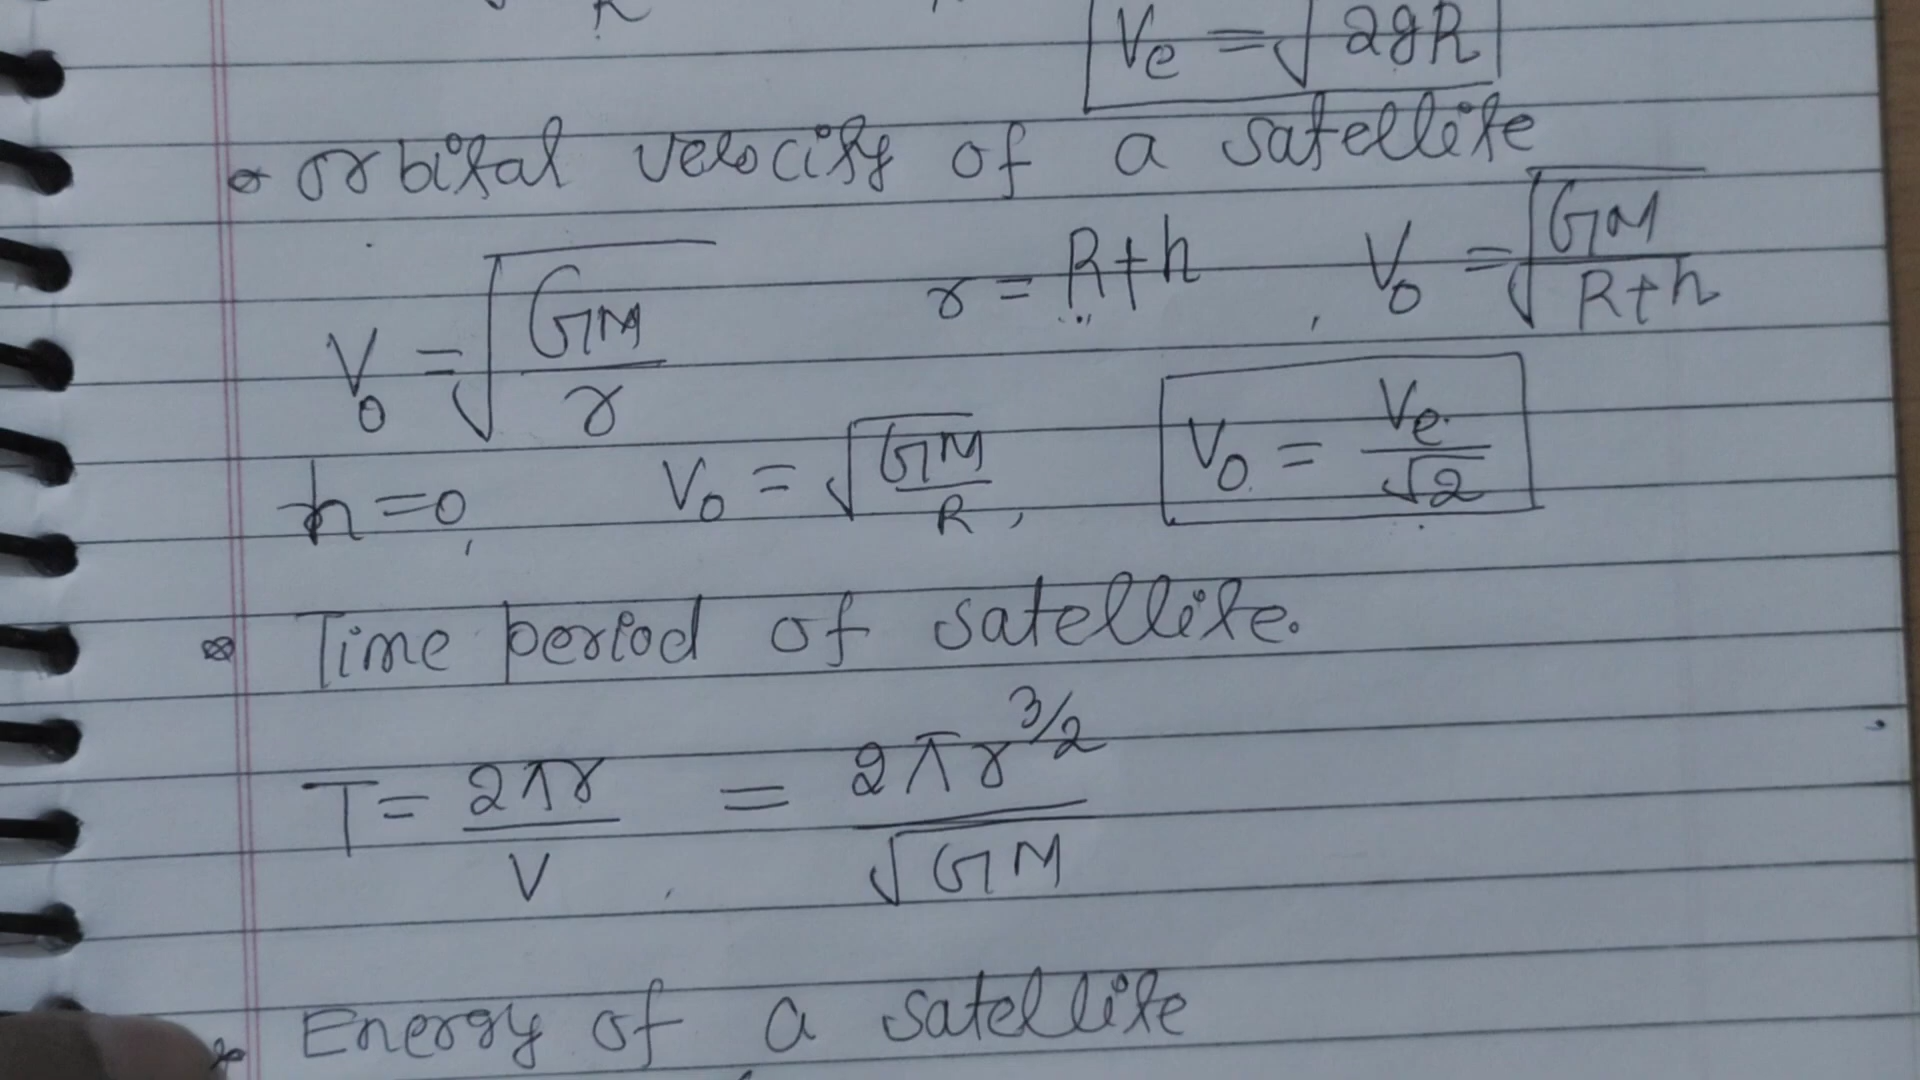 Ve = √2gR
Orbital velocity of a satellite
V₀ = √(GM/r) r = R+h , V₀ = √(GM/(R+h))
h=0, V₀ = √(GM/R) , V₀ = Ve/√2
Time period of satellite.
T = 2πr/V = 2πr^3/2/√GM
Energy of a satellite